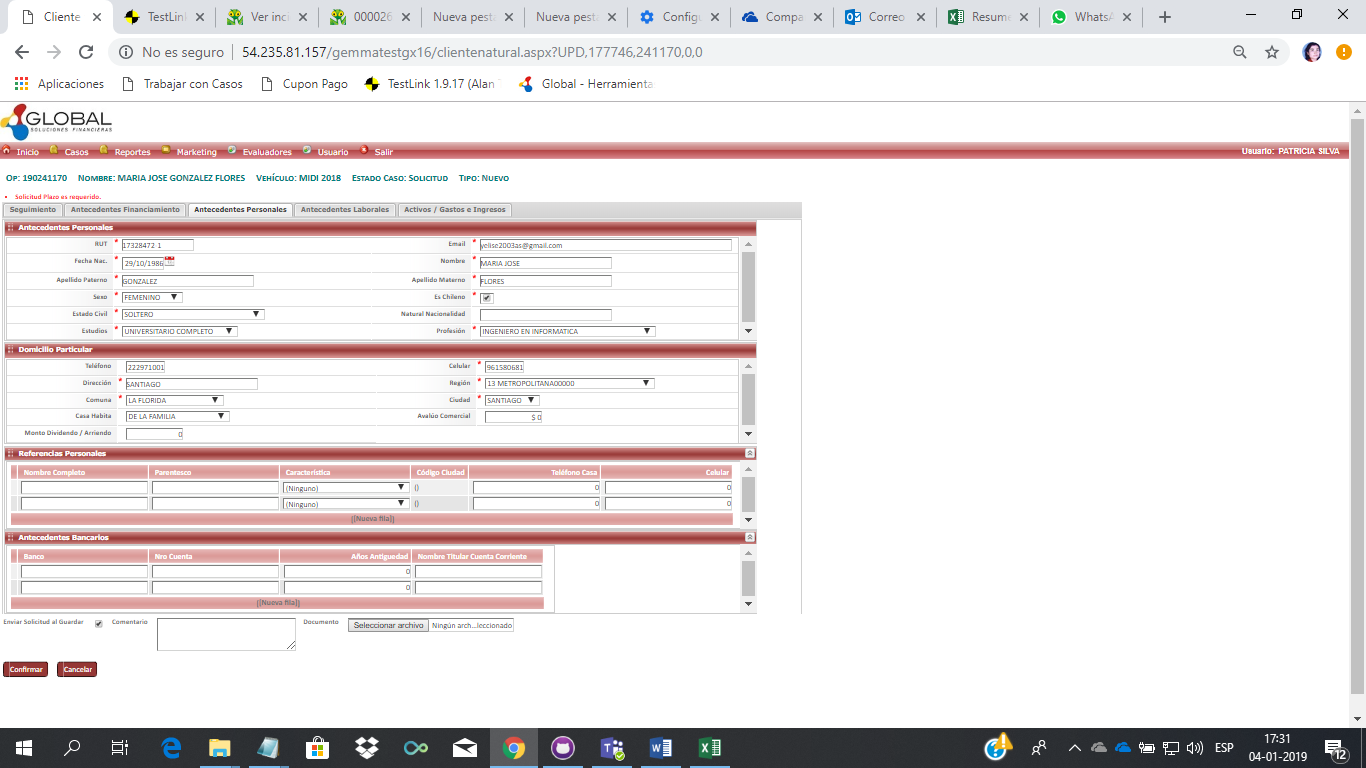 Cliente
TestLink
Ver inci
000026
Nueva pest
Nueva pest
Configu
Compa
Correo
Resume
WhatsA
No es seguro | 54.235.81.157/gemmatestgx16/clientenatural.aspx?UPD,177746,241170,0,0
Aplicaciones Trabajar con Casos Cupon Pago TestLink 1.9.17 (Alan Global - Herramienta
GLOBAL
SOLUCIONES FINANCIERAS
Inicio Casos Reportes Marketing Evaluadores Usuario Salir Usuario: PATRICIA SILVA
OP: 190241170 NOMBRE: MARIA JOSE GONZALEZ FLORES VEHÍCULO: MIDI 2018 ESTADO CASO: SOLICITUD TIPO: NUEVO
• Solicitud Plazo es requerido.
Seguimiento Antecedentes Financiamiento Antecedentes Personales Antecedentes Laborales Activos / Gastos e Ingresos
Antecedentes Personales
RUT * 17328472-1 Email * yelise2003as@gmail.com
Fecha Nac. * 29/10/1986 Nombre * MARIA JOSE
Apellido Paterno * GONZALEZ Apellido Materno * FLORES
Sexo * FEMENINO Es Chileno *
Estado Civil * SOLTERO Natural Nacionalidad
Estudios * UNIVERSITARIO COMPLETO Profesión * INGENIERO EN INFORMATICA
Domicilio Particular
Teléfono 222971001 Celular * 961580681
Dirección * SANTIAGO Región * 13 METROPOLITANA00000
Comuna * LA FLORIDA Ciudad * SANTIAGO
Casa Habita DE LA FAMILIA Avalúo Comercial $ 0
Monto Dividendo / Arriendo 0
Referencias Personales
Nombre Completo Parentesco Característica Código Ciudad Teléfono Casa Celular
(Ninguno) () 0 0
(Ninguno) () 0 0
([Nueva fila])
Antecedentes Bancarios
Banco Nro Cuenta Años Antiguedad Nombre Titular Cuenta Corriente
0
0
([Nueva fila])
Enviar Solicitud al Guardar Comentario Documento Seleccionar archivo Ningún arch...leccionado
Confirmar Cancelar
ESP
17:31
04-01-2019
12